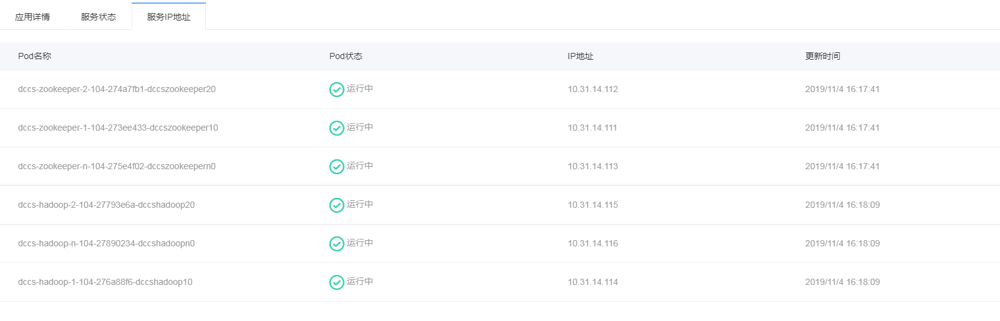 应用详情 服务状态 服务IP地址
Pod名称 Pod状态 IP地址 更新时间
dccs-zookeeper-2-104-274a7fb1-dccszookeeper20 运行中 10.31.14.112 2019/11/4 16:17:41
dccs-zookeeper-1-104-273ee433-dccszookeeper10 运行中 10.31.14.111 2019/11/4 16:17:41
dccs-zookeeper-n-104-275e4f02-dccszookeepern0 运行中 10.31.14.113 2019/11/4 16:17:41
dccs-hadoop-2-104-27793e6a-dccshadoop20 运行中 10.31.14.115 2019/11/4 16:18:09
dccs-hadoop-n-104-27890234-dccshadoopn0 运行中 10.31.14.116 2019/11/4 16:18:09
dccs-hadoop-1-104-276a88f6-dccshadoop10 运行中 10.31.14.114 2019/11/4 16:18:09